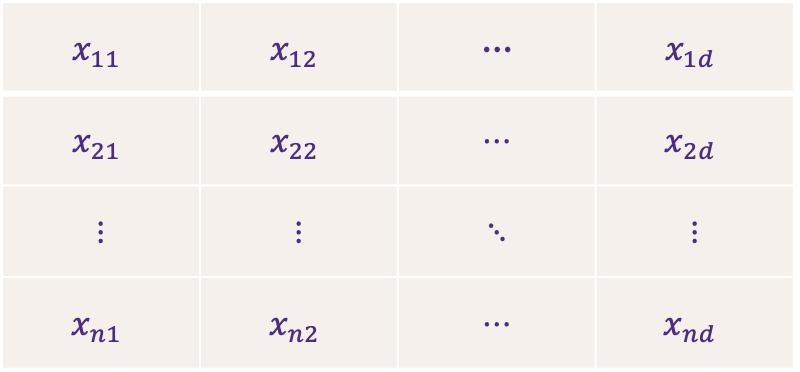 x₁₁ x₁₂ ⋯ x₁d
x₂₁ x₂₂ ⋯ x₂d
⋮ ⋮ ⋱ ⋮
xₙ₁ xₙ₂ ⋯ xₙd